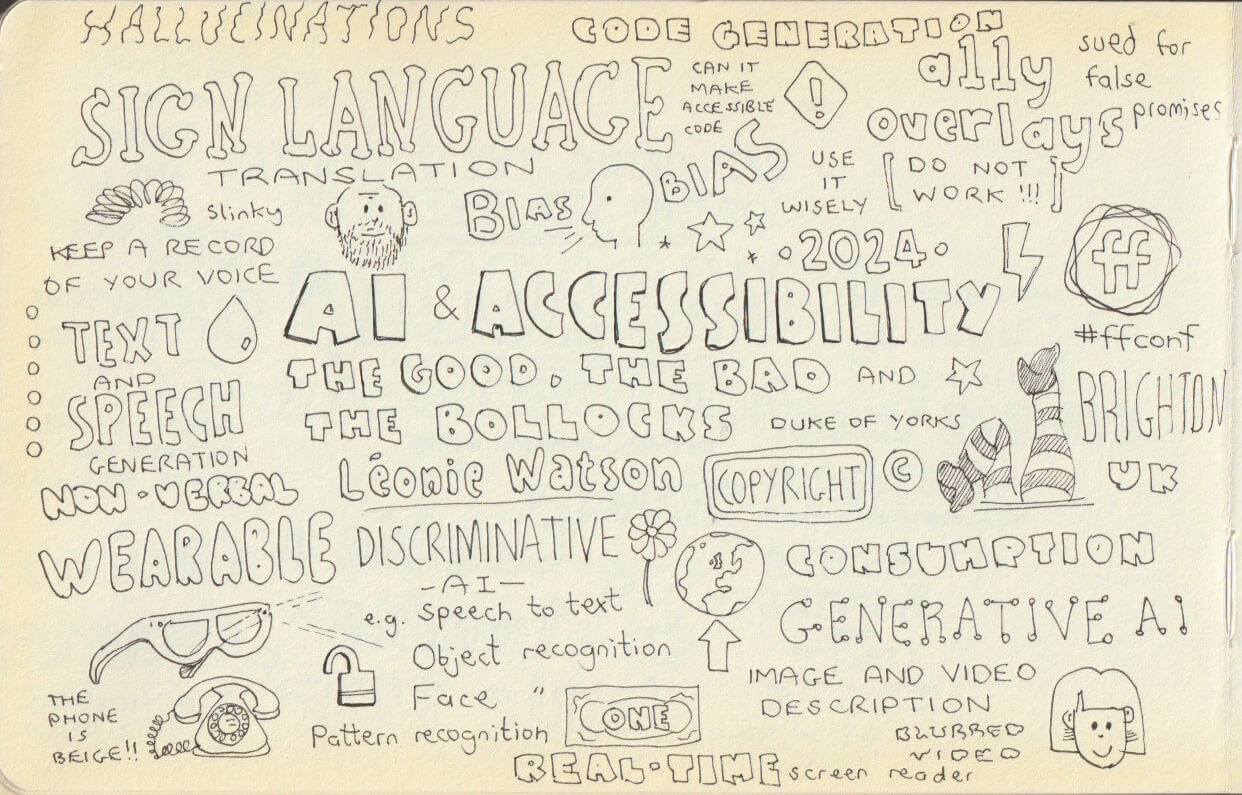 HALLUCINATIONS
CODE GENERATION
SIGN LANGUAGE
TRANSLATION
CAN IT
MAKE
ACCESSIBLE
CODE
!
a11y
overlays
sued for
false
promises
[DO NOT
WORK!!!]
slinky
BIAS
BIAS
USE
IT
WISELY
KEEP A RECORD
OF YOUR VOICE
·2024·
ff
#ffconf
AI & ACCESSIBILITY
THE GOOD, THE BAD AND
THE BOLLOCKS
TEXT
AND
SPEECH
GENERATION
DUKE OF YORKS
BRIGHTON
UK
Léonie Watson
COPYRIGHT ©
NON-VERBAL
WEARABLE
DISCRIMINATIVE
-AI-
e.g. speech to text
Object recognition
Face "
Pattern recognition
CONSUMPTION
GENERATIVE AI
IMAGE AND VIDEO
DESCRIPTION
BLURRED
VIDEO
THE
PHONE
IS
BEIGE!!
ONE
REAL-TIME screen reader